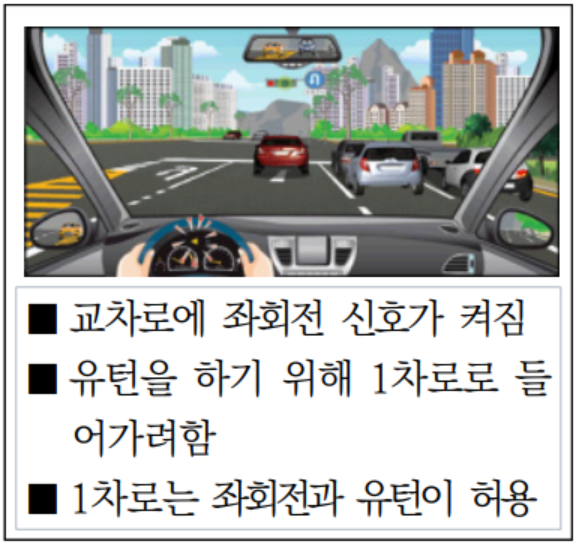 ■ 교차로에 좌회전 신호가 켜짐
■ 유턴을 하기 위해 1차로로 들
어가려함
■ 1차로는 좌회전과 유턴이 허용